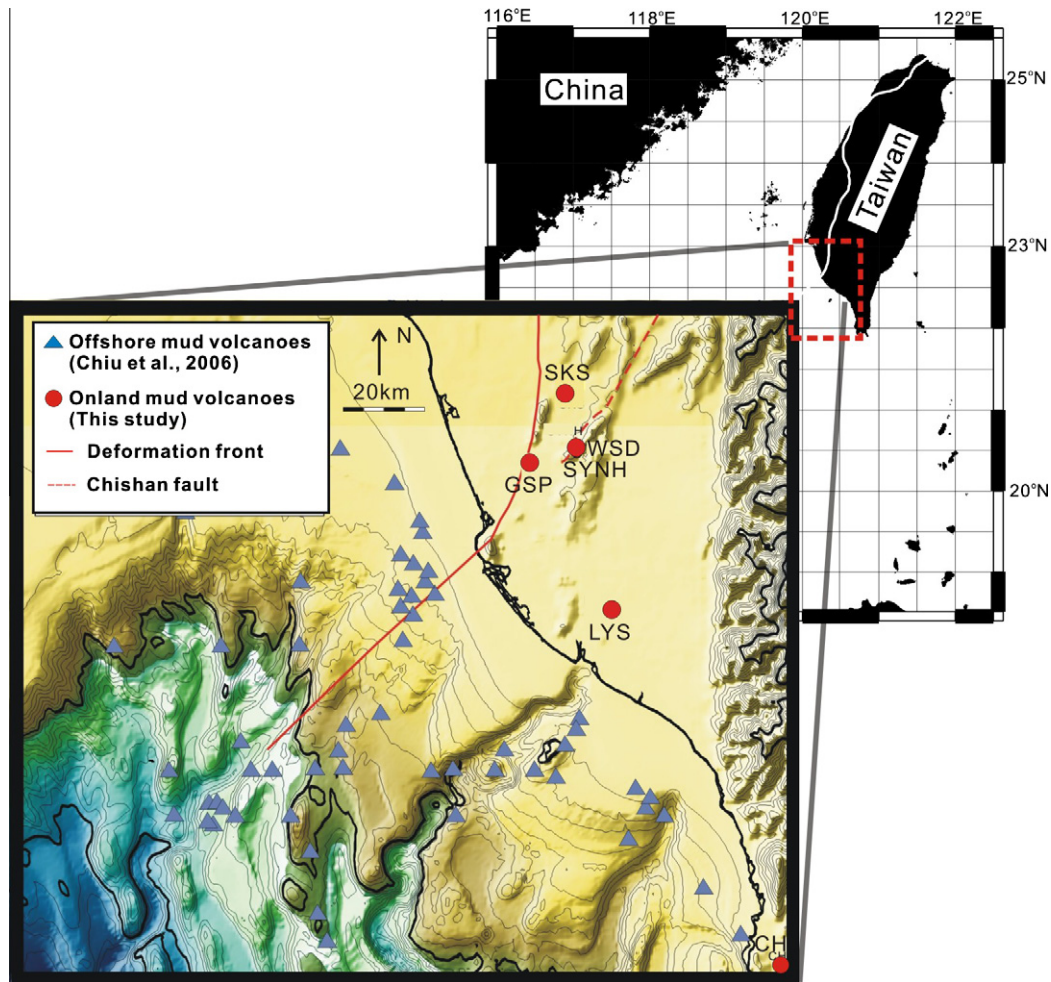 116°E
118°E
120°E
122°E
China
Taiwan
25°N
23°N
20°N
Offshore mud volcanoes
(Chiu et al., 2006)
Onland mud volcanoes
(This study)
Deformation front
Chishan fault
N
20km
SKS
H
WSD
SYNH
GSP
LYS
CH